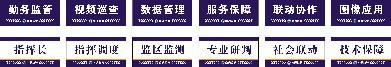 勤务监管 视频巡查 数据管理 服务保障 联动协作 图像应用
指挥长 指挥调度 监区监测 专业研判 社会联动 技术保障